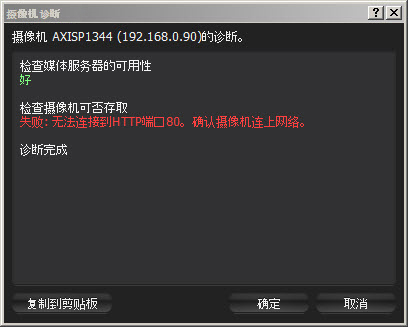 摄像机诊断
摄像机 AXISP1344 (192.168.0.90)的诊断。
检查媒体服务器的可用性
好
检查摄像机可否存取
失败: 无法连接到HTTP端口80。确认摄像机连上网络。
诊断完成
复制到剪贴板
确定
取消